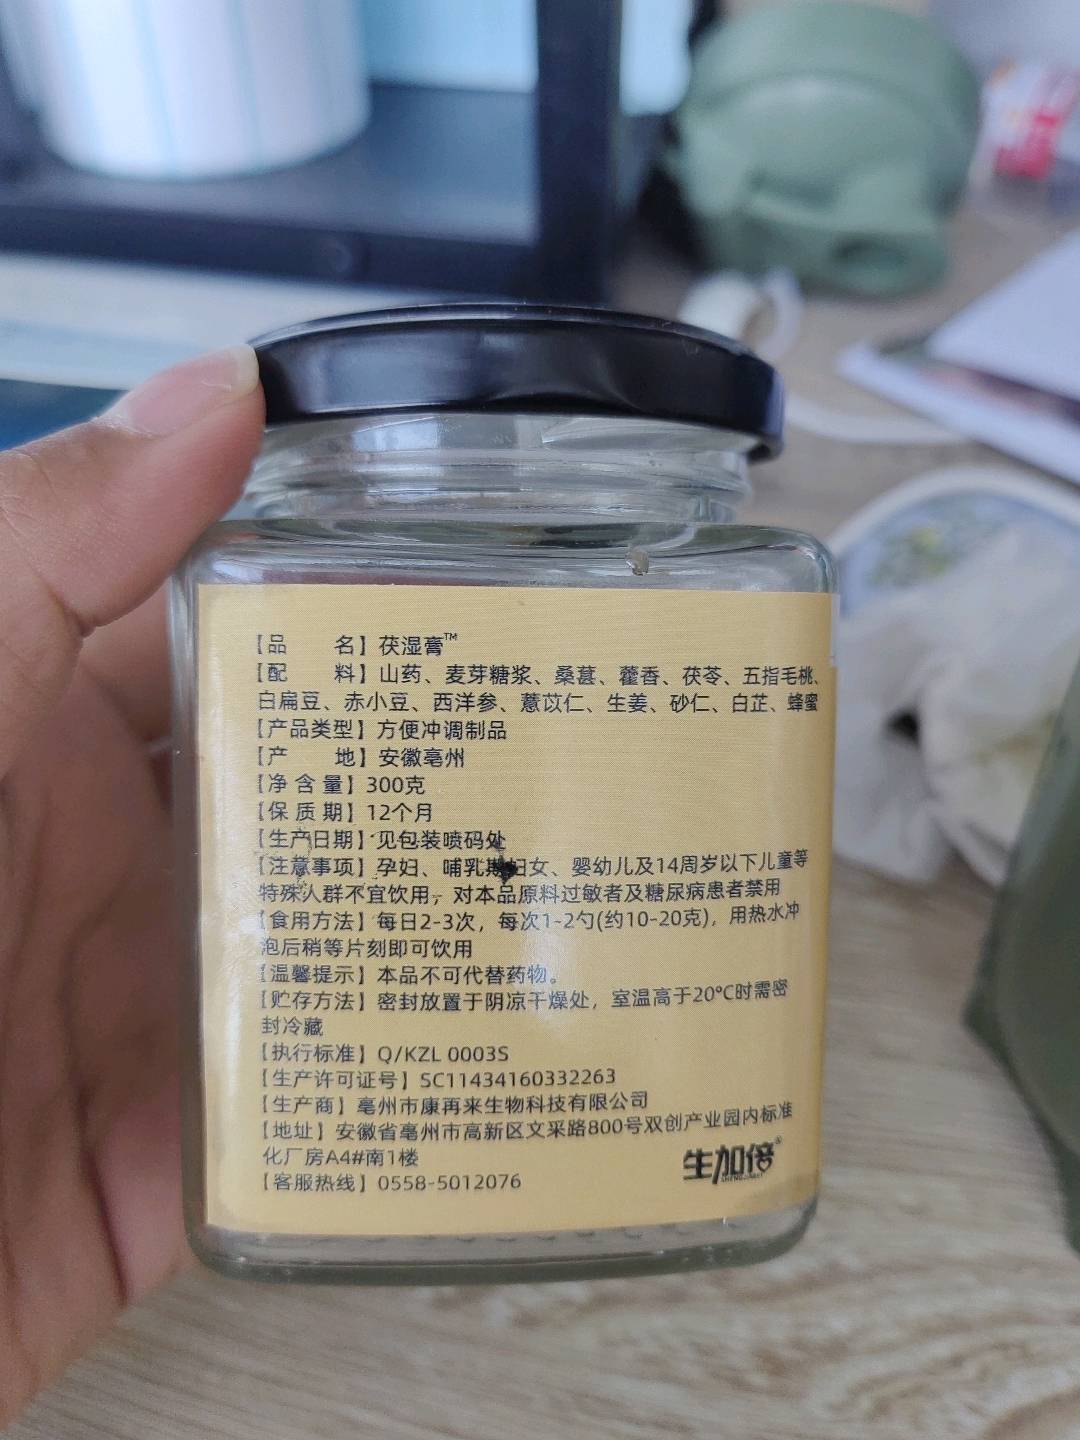 【品　　名】茯湿膏™
【配　　料】山药、麦芽糖浆、桑葚、藿香、茯苓、五指毛桃、
白扁豆、赤小豆、西洋参、薏苡仁、生姜、砂仁、白芷、蜂蜜
【产品类型】方便冲调制品
【产　　地】安徽亳州
【净 含 量】300克
【保 质 期】12个月
【生产日期】见包装喷码处
【注意事项】孕妇、哺乳期妇女、婴幼儿及14周岁以下儿童等
特殊人群不宜饮用，对本品原料过敏者及糖尿病患者禁用
【食用方法】每日2-3次，每次1-2勺(约10-20克)，用热水冲
泡后稍等片刻即可饮用
【温馨提示】本品不可代替药物。
【贮存方法】密封放置于阴凉干燥处，室温高于20°C时需密
封冷藏
【执行标准】Q/KZL 0003S
【生产许可证号】SC11434160332263
【生产商】亳州市康再来生物科技有限公司
【地址】安徽省亳州市高新区文采路800号双创产业园内标准
化厂房A4#南1楼
【客服热线】0558-5012076
生加倍®